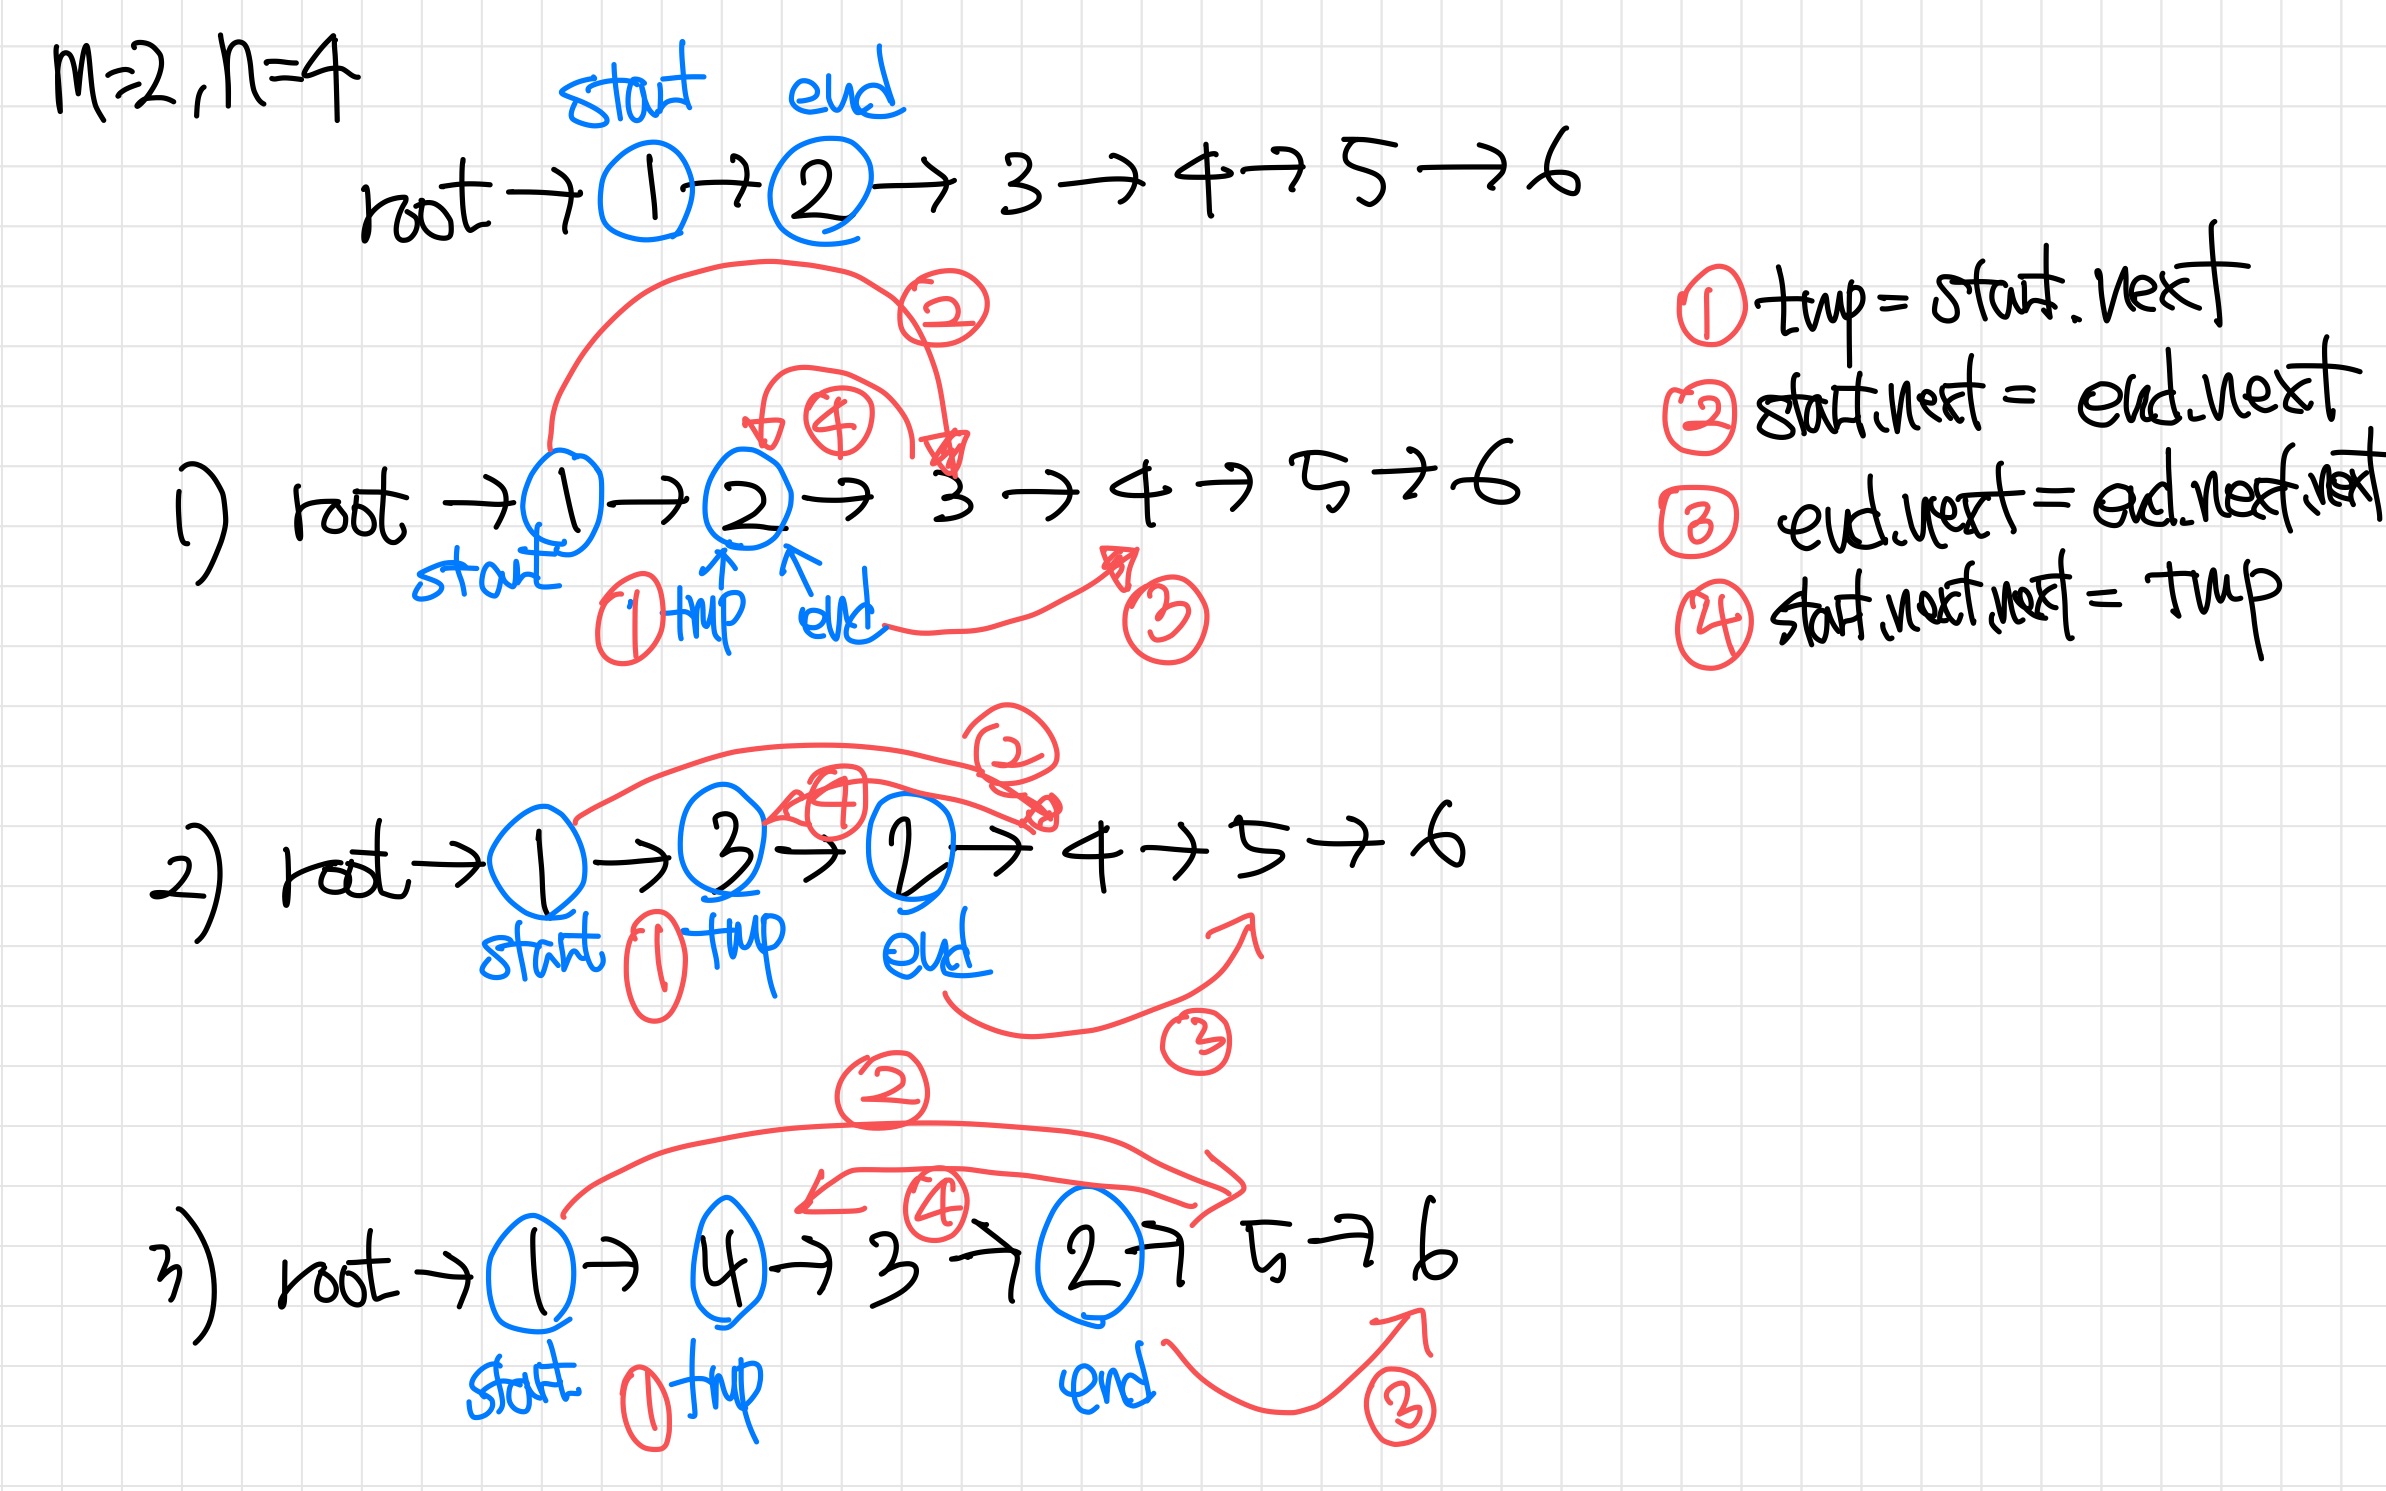 m=2, n=4
start end
root → 1 → 2 → 3 → 4 → 5 → 6
① tmp = start.next
② start.next = end.next
③ end.next = end.next.next
④ start.next.next = tmp
② ④
1) root → 1 → 2 → 3 → 4 → 5 → 6
start ① tmp end ③
② ④
2) root → 1 → 3 → 2 → 4 → 5 → 6
start ① tmp end ③
② ④
3) root → 1 → 4 → 3 → 2 → 5 → 6
start ① tmp end ③